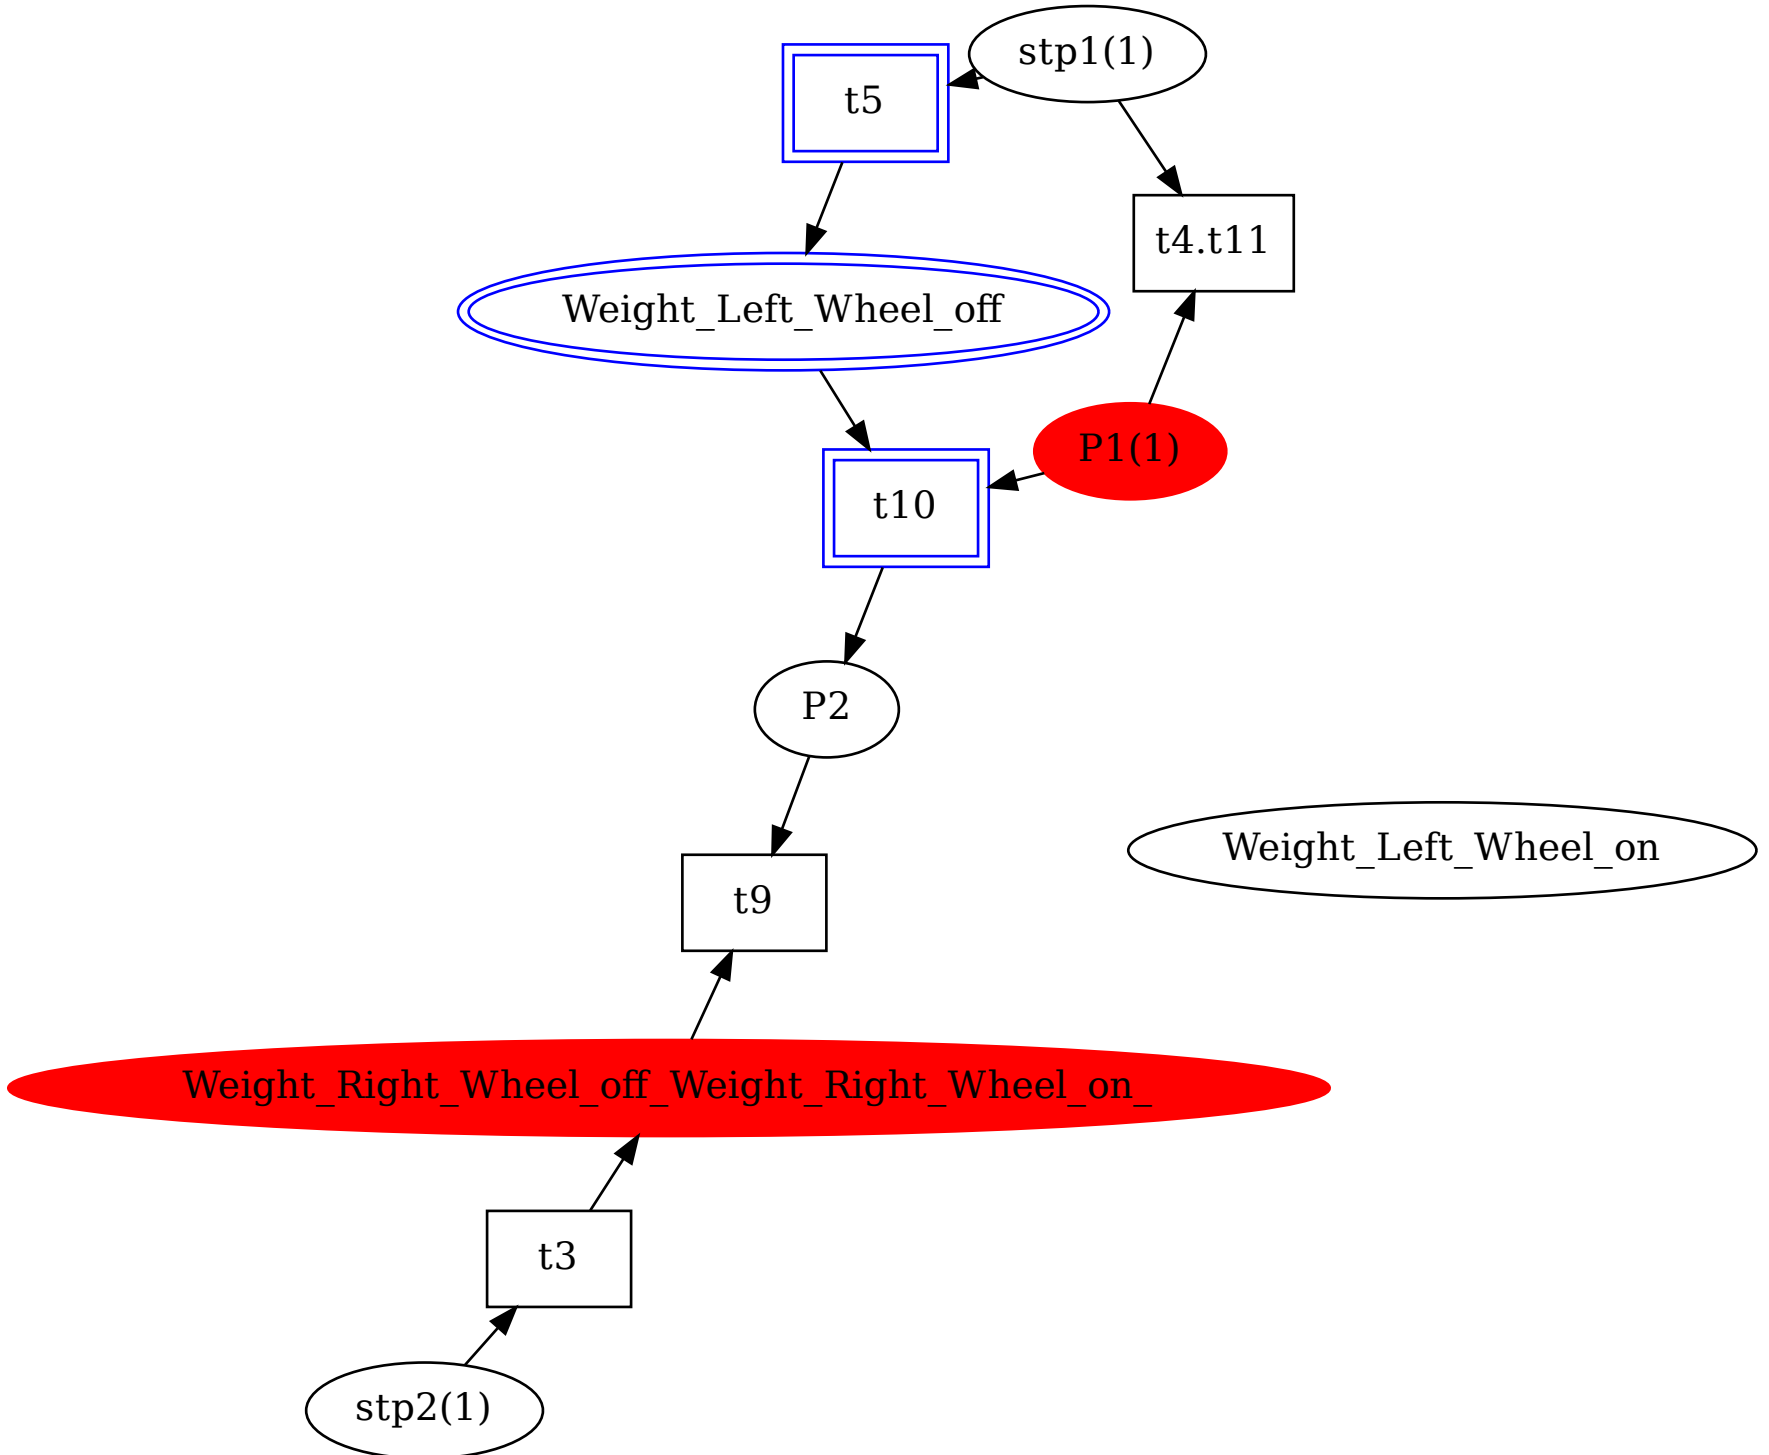 stp1(1)
t5
t4.t11
Weight_Left_Wheel_off
P1(1)
t10
P2
Weight_Left_Wheel_on
t9
Weight_Right_Wheel_off_Weight_Right_Wheel_on_
t3
stp2(1)